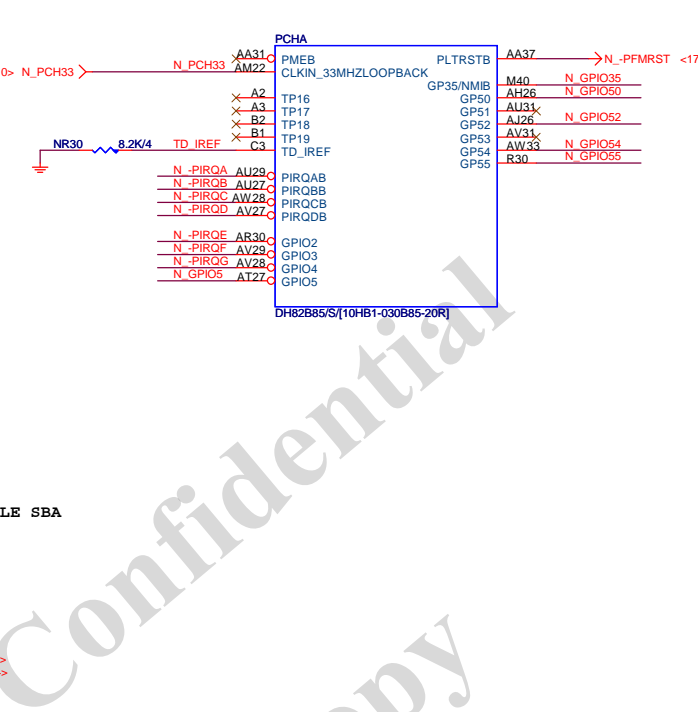 PCHA
AA31 PMEB PLTRSTB AA37 N_-PFMRST <17
0> N_PCH33 N_PCH33 AM22 CLKIN_33MHZLOOPBACK
GP35/NMIB M40 N_GPIO35
A2 TP16 GP50 AH26 N_GPIO50
A3 TP17 GP51 AU31
B2 TP18 GP52 AJ26 N_GPIO52
B1 TP19 GP53 AV31
NR30 8.2K/4 TD_IREF C3 TD_IREF GP54 AW33 N_GPIO54
GP55 R30 N_GPIO55
N_-PIRQA AU29 PIRQAB
N_-PIRQB AU27 PIRQBB
N_-PIRQC AW28 PIRQCB
N_-PIRQD AV27 PIRQDB
N_-PIRQE AR30 GPIO2
N_-PIRQF AV29 GPIO3
N_-PIRQG AV28 GPIO4
N_GPIO5 AT27 GPIO5
DH82B85/S/[10HB1-030B85-20R]
Confidential
LE SBA
>
>